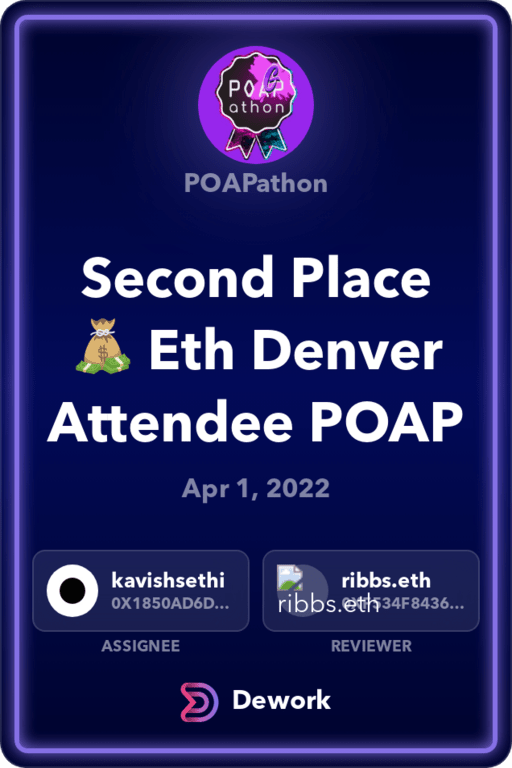 POAP
athon
POAPathon
Second Place
💰 Eth Denver
Attendee POAP
Apr 1, 2022
kavishsethi
0X1850AD6D...
ribbs.eth
ribbs.eth
ASSIGNEE
REVIEWER
Dework